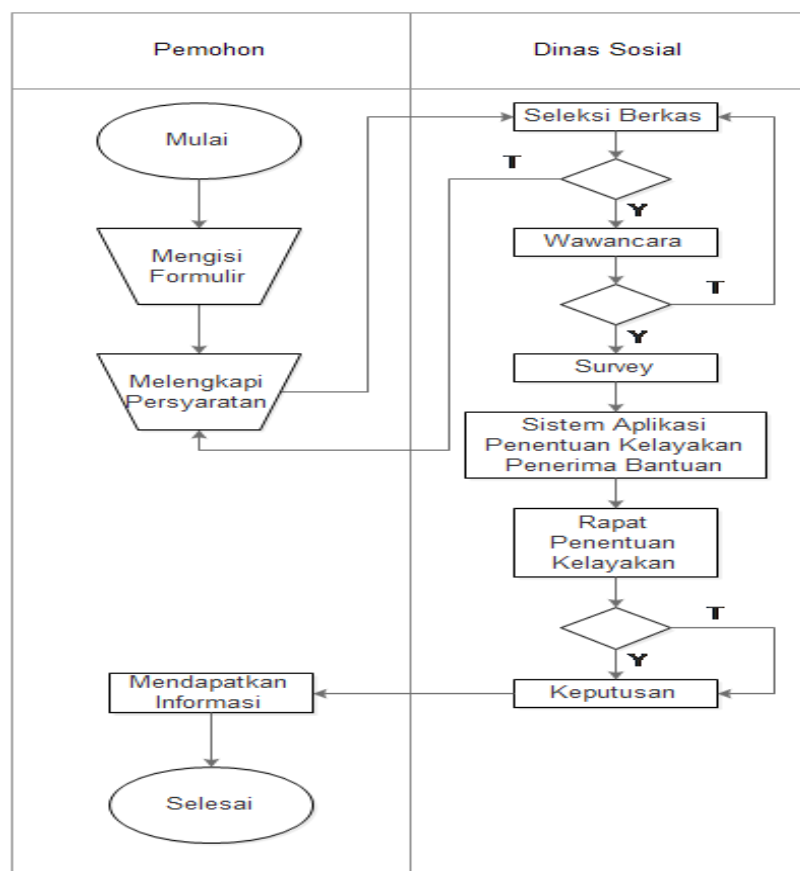 Pemohon
Dinas Sosial
Mulai
Mengisi
Formulir
Melengkapi
Persyaratan
Seleksi Berkas
T
Y
Wawancara
T
Y
Survey
Sistem Aplikasi
Penentuan Kelayakan
Penerima Bantuan
Rapat
Penentuan
Kelayakan
T
Y
Keputusan
Mendapatkan
Informasi
Selesai